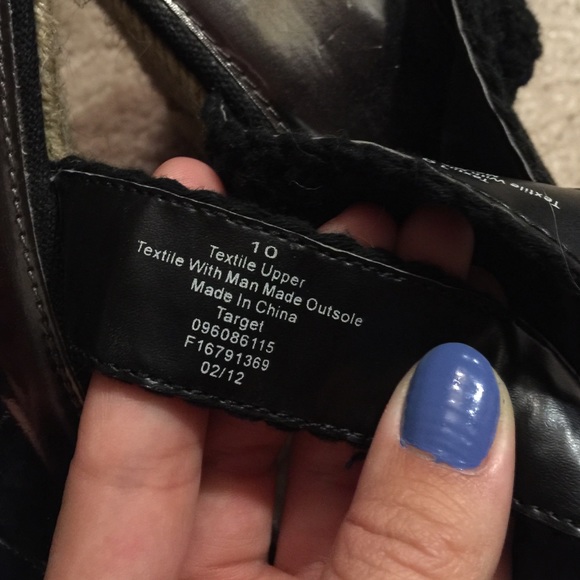 10
Textile Upper
Textile With Man Made Outsole
Made In China
Target
096086115
F16791369
02/12